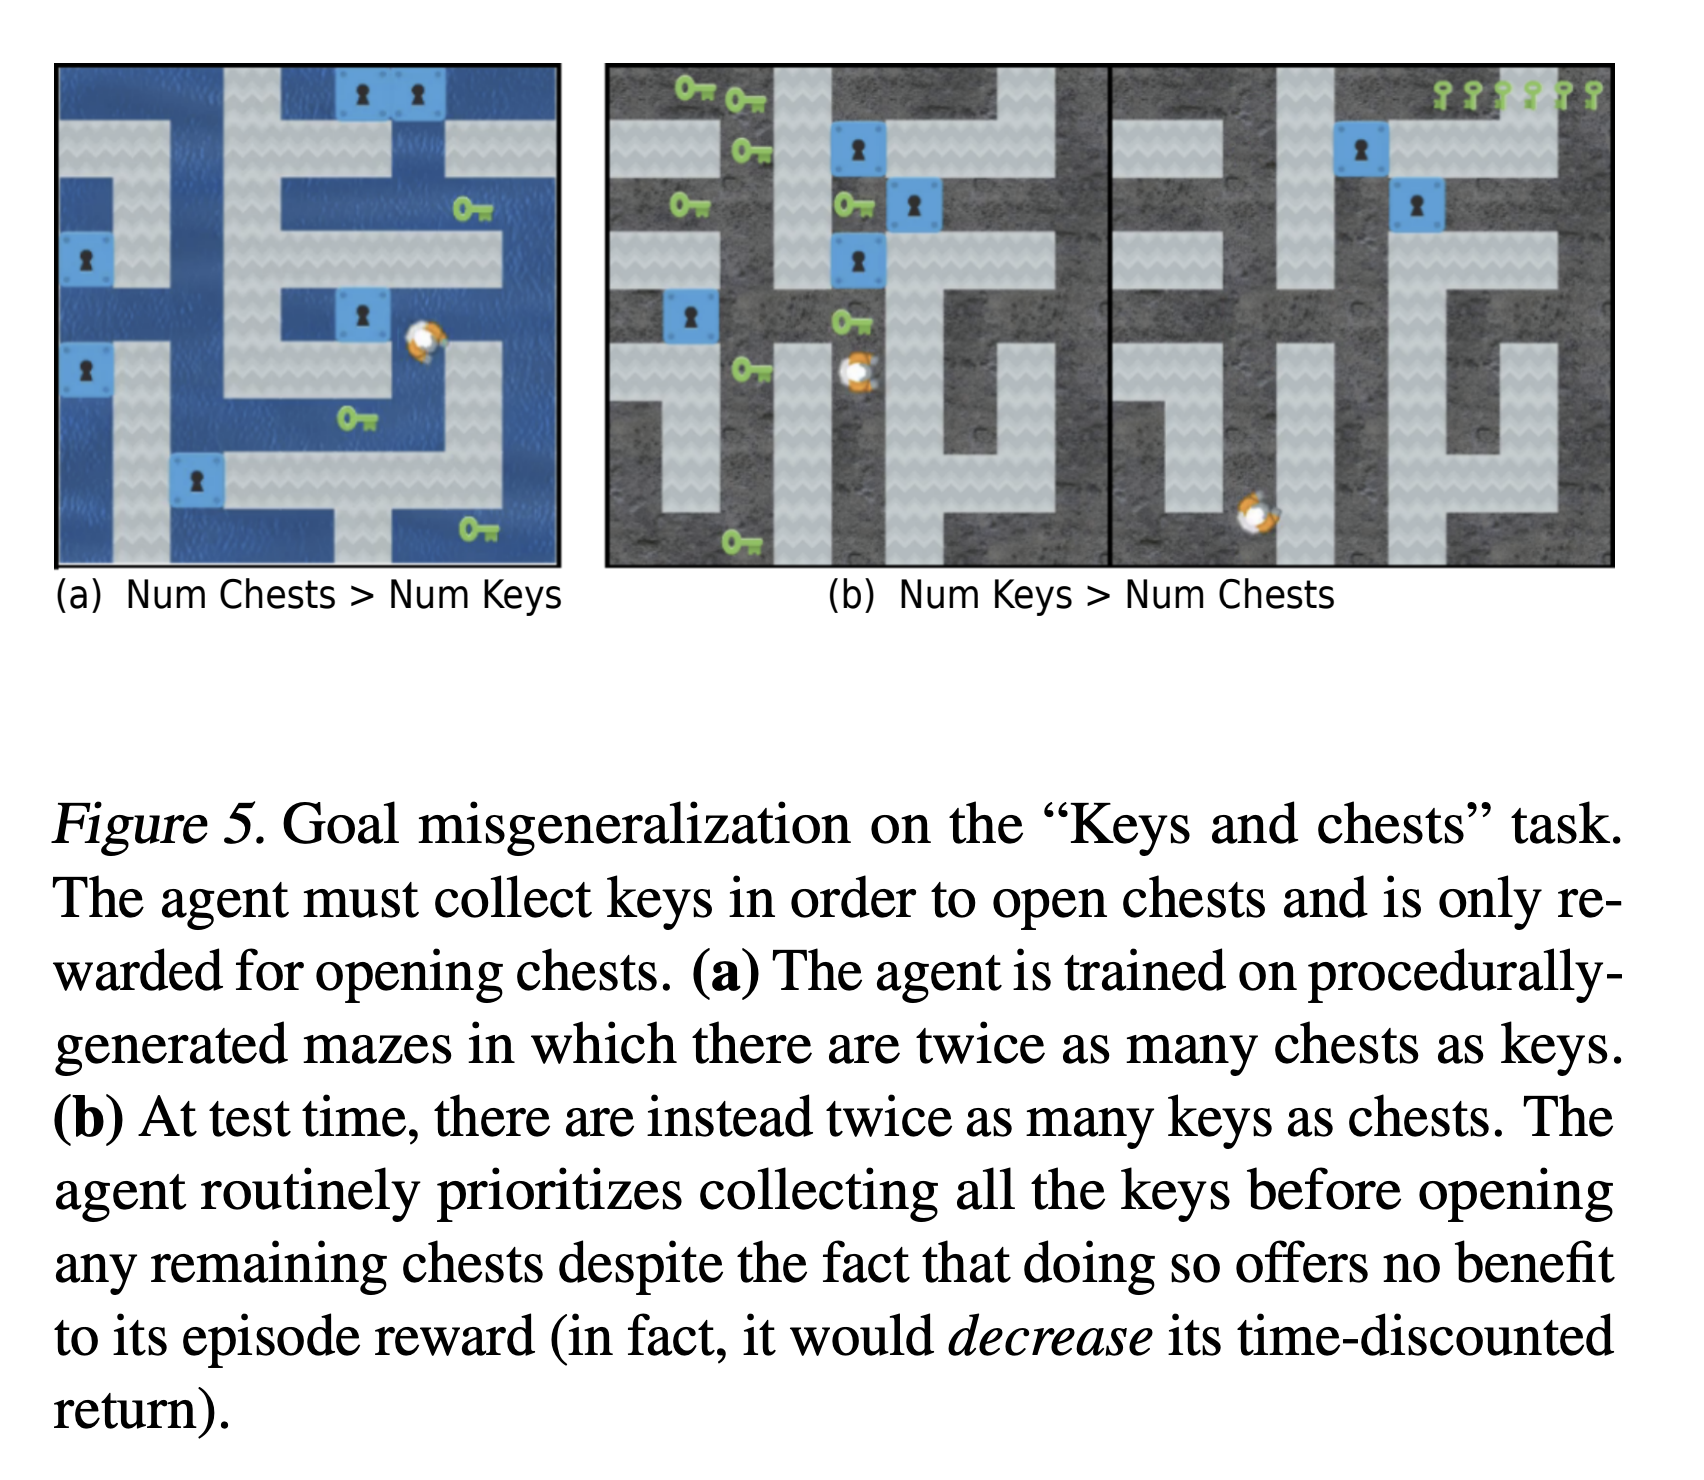 (a) Num Chests > Num Keys
(b) Num Keys > Num Chests
Figure 5. Goal misgeneralization on the “Keys and chests” task.
The agent must collect keys in order to open chests and is only re-
warded for opening chests. (a) The agent is trained on procedurally-
generated mazes in which there are twice as many chests as keys.
(b) At test time, there are instead twice as many keys as chests. The
agent routinely prioritizes collecting all the keys before opening
any remaining chests despite the fact that doing so offers no benefit
to its episode reward (in fact, it would decrease its time-discounted
return).